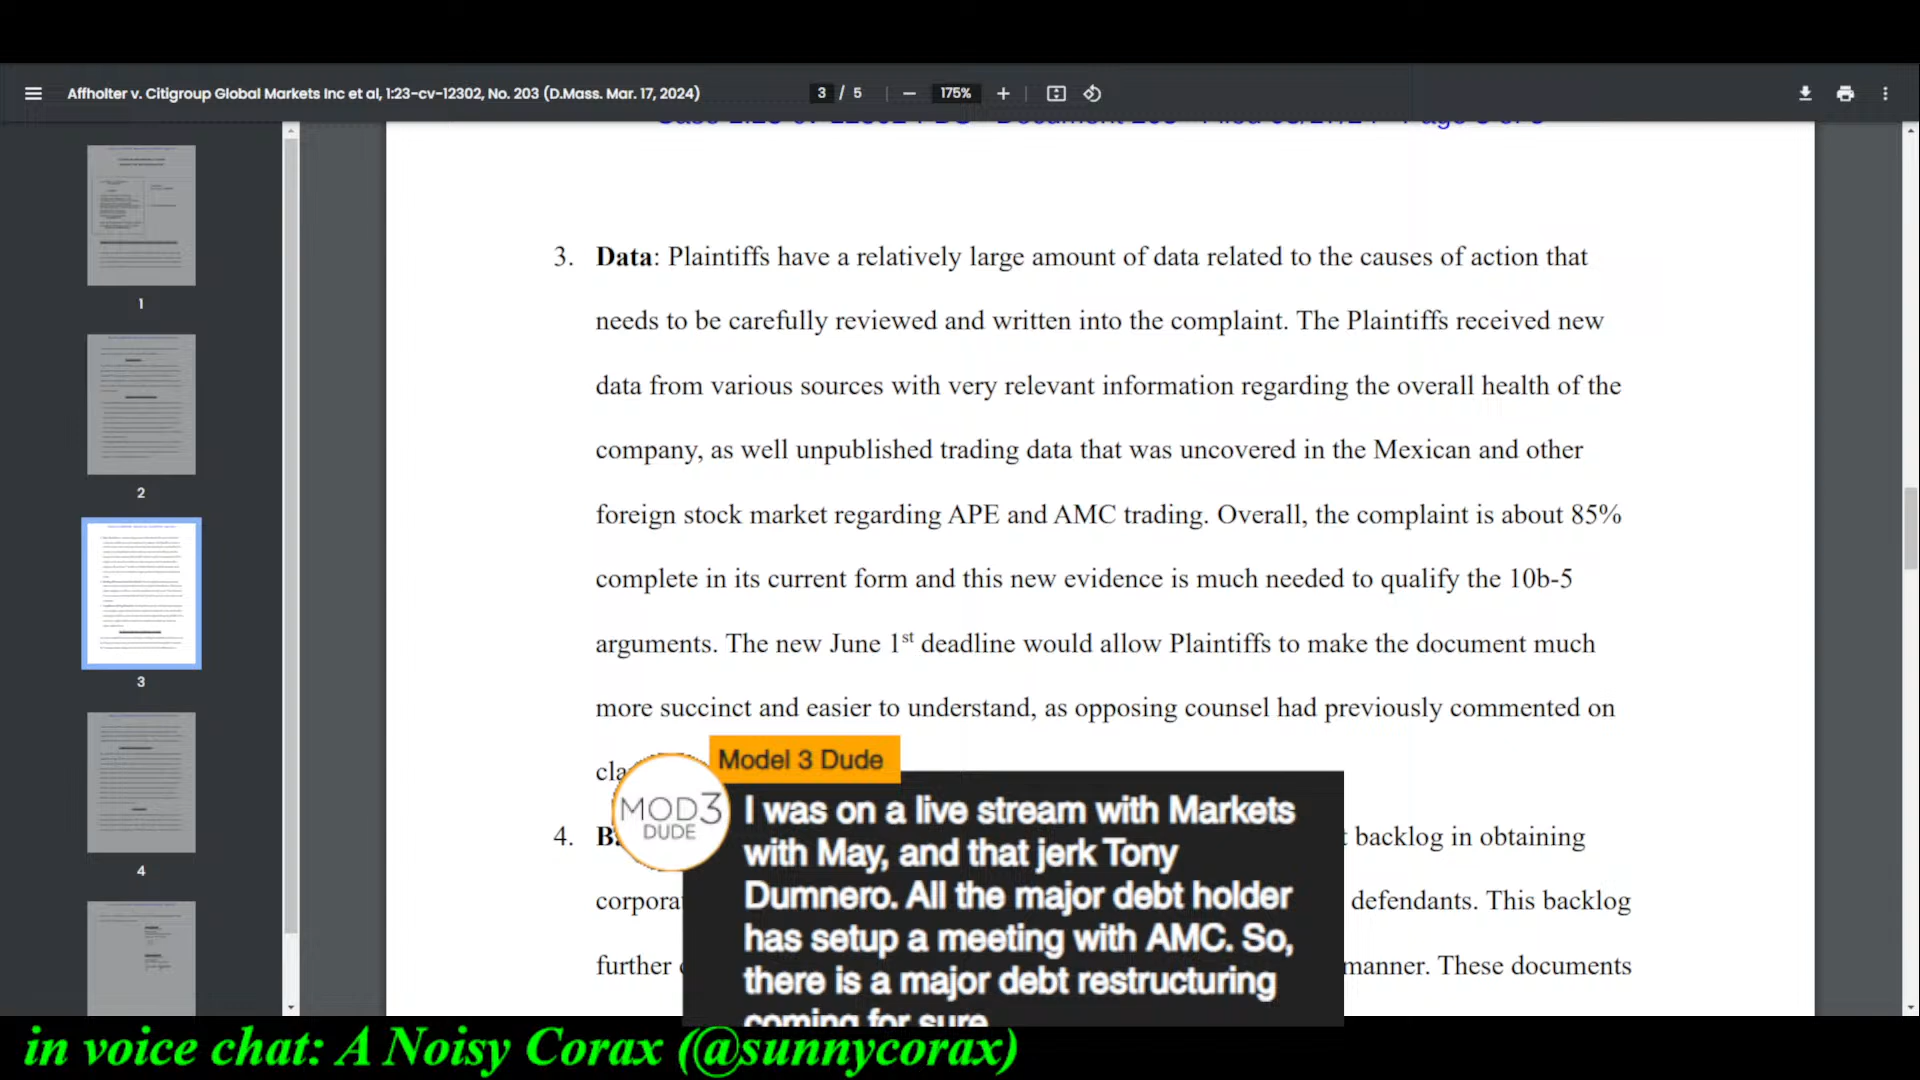 Affholter v. Citigroup Global Markets Inc et al, 1:23-cv-12302, No. 203 (D.Mass. Mar. 17, 2024)
3 / 5
175%
1
2
3
4
3. Data: Plaintiffs have a relatively large amount of data related to the causes of action that
needs to be carefully reviewed and written into the complaint. The Plaintiffs received new
data from various sources with very relevant information regarding the overall health of the
company, as well unpublished trading data that was uncovered in the Mexican and other
foreign stock market regarding APE and AMC trading. Overall, the complaint is about 85%
complete in its current form and this new evidence is much needed to qualify the 10b-5
arguments. The new June 1st deadline would allow Plaintiffs to make the document much
more succinct and easier to understand, as opposing counsel had previously commented on
4. backlog in obtaining
defendants. This backlog
further
manner. These documents
MOD3
DUDE
Model 3 Dude
I was on a live stream with Markets
with May, and that jerk Tony
Dumnero. All the major debt holder
has setup a meeting with AMC. So,
there is a major debt restructuring
coming for sure
in voice chat: A Noisy Corax (@sunnycorax)